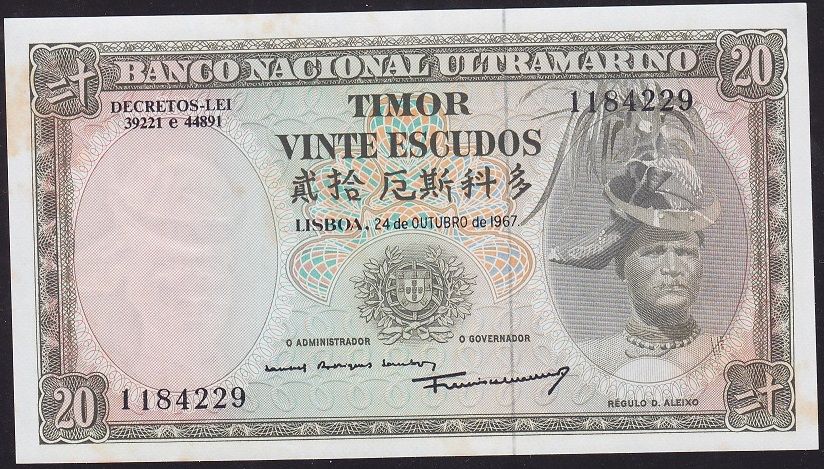 BANCO NACIONAL ULTRAMARINO
20
二十
DECRETOS-LEI
39221 e 44891
TIMOR
1184229
VINTE ESCUDOS
貳拾厄斯科多
LISBOA, 24 de OUTUBRO de 1967.
O ADMINISTRADOR
O GOVERNADOR
20
1184229
RÉGULO D. ALEIXO
二十